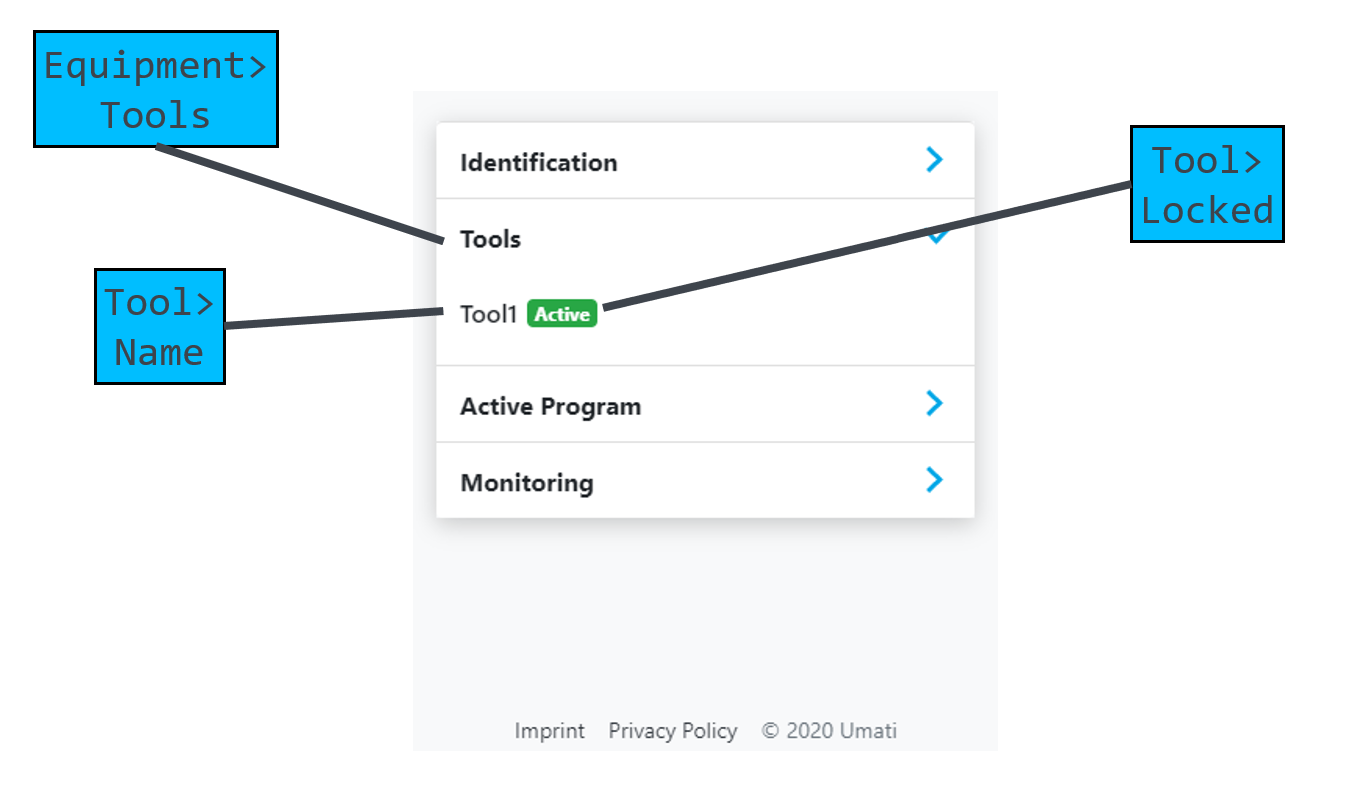 Equipment>
Tools
Tool>
Name
Identification
Tools
Tool1 Active
Active Program
Monitoring
Imprint Privacy Policy © 2020 Umati
Tool>
Locked